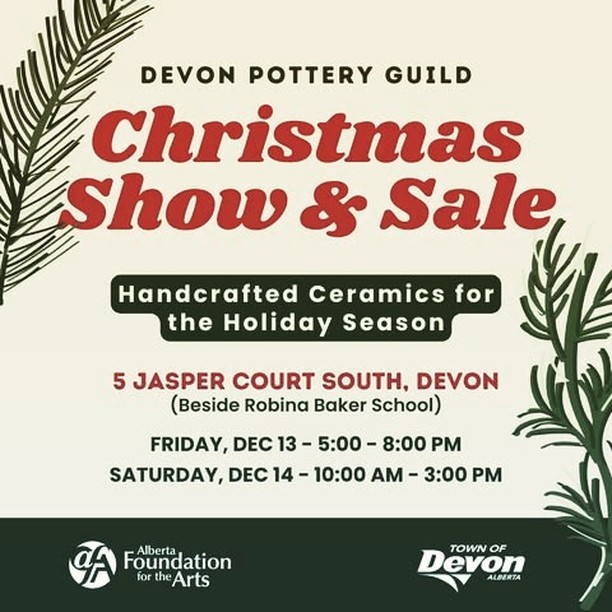 DEVON POTTERY GUILD
Christmas
Show & Sale
Handcrafted Ceramics for
the Holiday Season
5 JASPER COURT SOUTH, DEVON
(Beside Robina Baker School)
FRIDAY, DEC 13 - 5:00 - 8:00 PM
SATURDAY, DEC 14 - 10:00 AM - 3:00 PM
afA
Alberta
Foundation
for the Arts
TOWN OF
Devon
ALBERTA